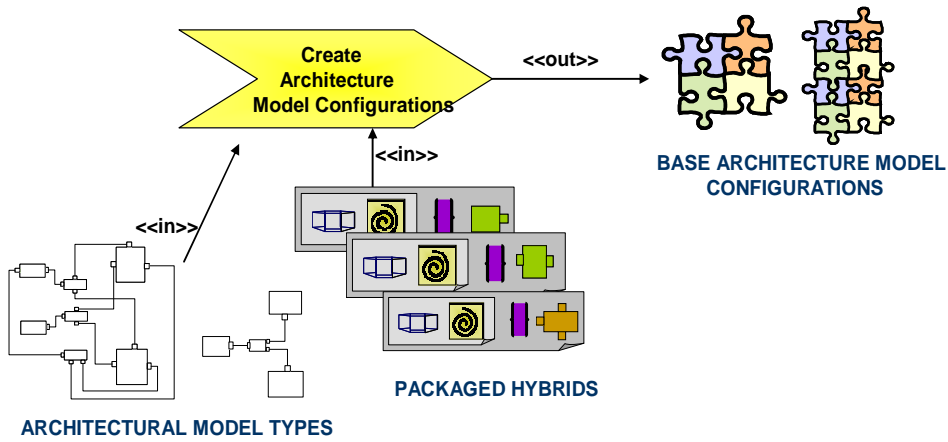 Create
Architecture
Model Configurations
<<out>>
<<in>>
BASE ARCHITECTURE MODEL
CONFIGURATIONS
<<in>>
PACKAGED HYBRIDS
ARCHITECTURAL MODEL TYPES